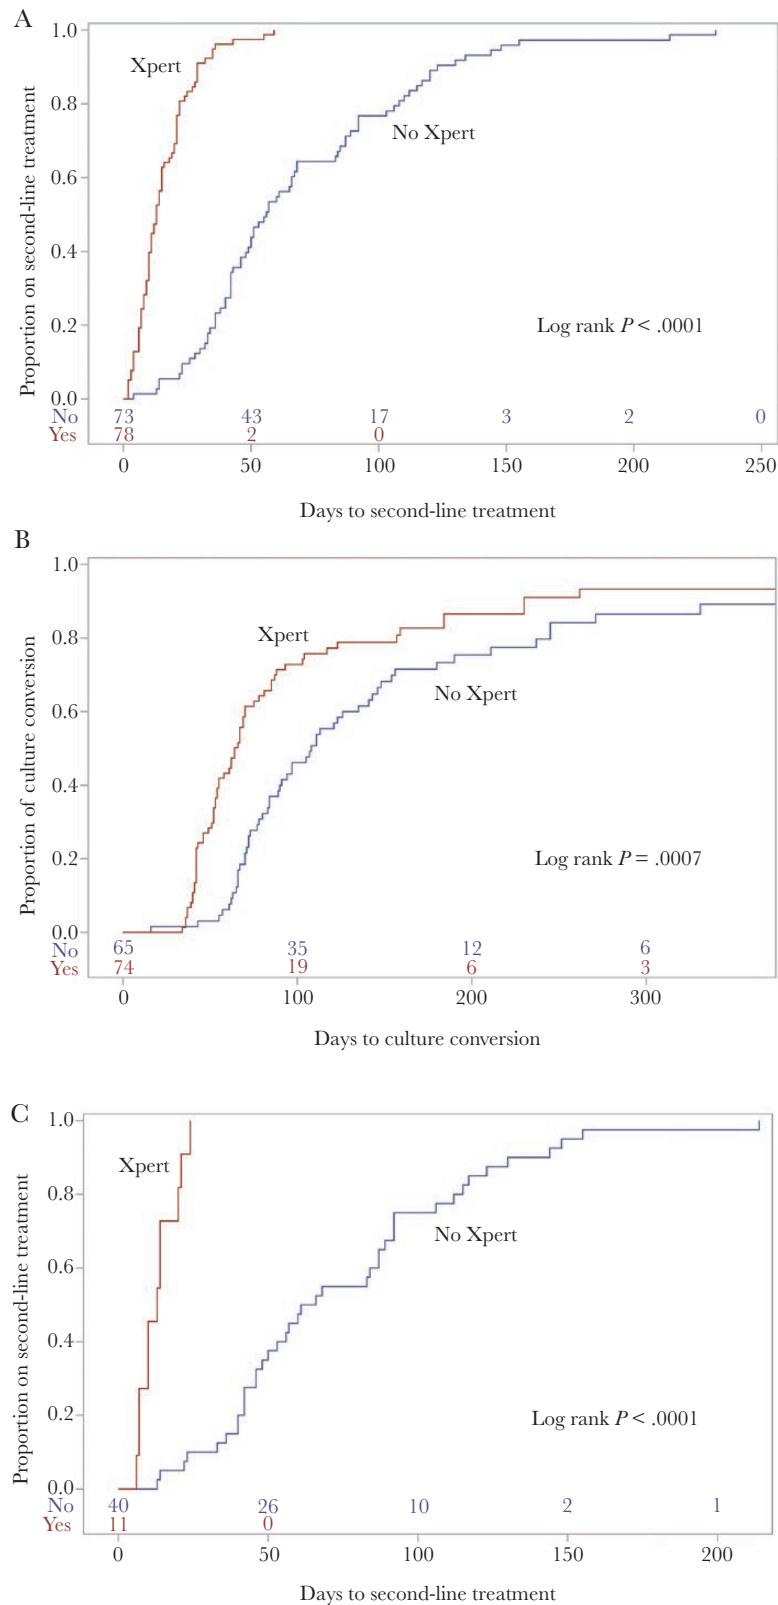 A
1.0
Xpert
0.8
No Xpert
0.6
0.4
0.2
Log rank P < .0001
0.0
Proportion on second-line treatment
No 73 43 17 3 2 0
Yes 78 2 0
0 50 100 150 200 250
Days to second-line treatment
B
1.0
0.8
Xpert
No Xpert
0.6
0.4
0.2
Log rank P = .0007
0.0
Proportion of culture conversion
No 65 35 12 6
Yes 74 19 6 3
0 100 200 300
Days to culture conversion
C
1.0
Xpert
0.8
No Xpert
0.6
0.4
0.2
Log rank P < .0001
0.0
Proportion on second-line treatment
No 40 26 10 2 1
Yes 11 0
0 50 100 150 200
Days to second-line treatment